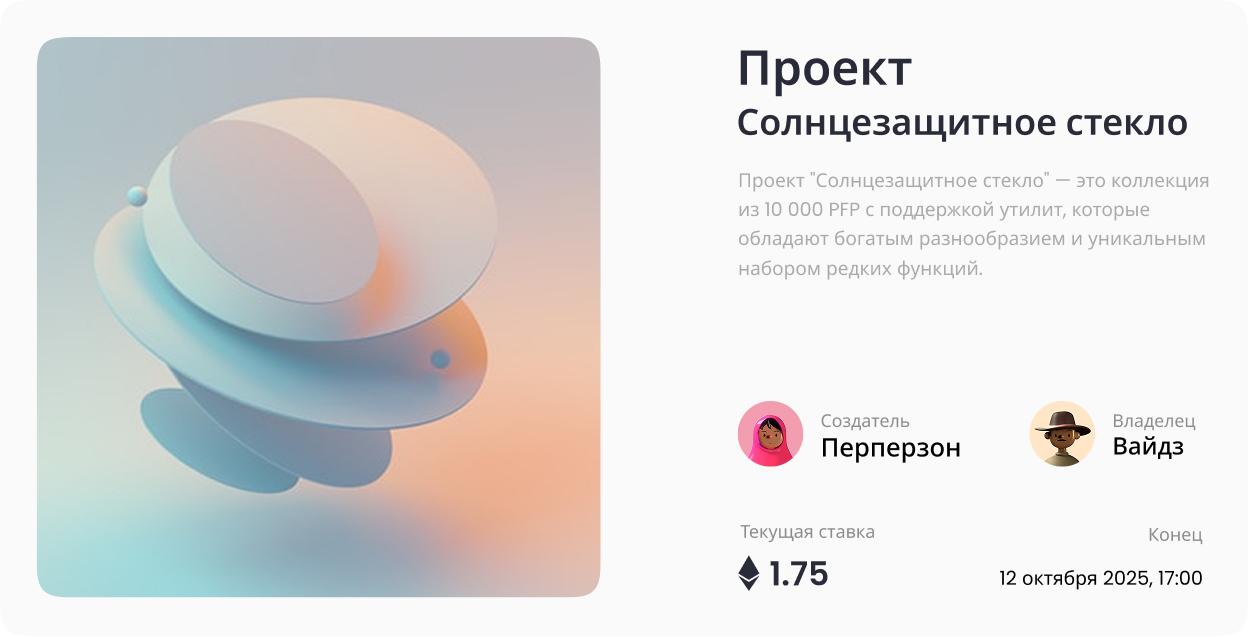 Проект
Солнцезащитное стекло
Проект "Солнцезащитное стекло" — это коллекция
из 10 000 PFP с поддержкой утилит, которые
обладают богатым разнообразием и уникальным
набором редких функций.
Создатель
Перперзон
Владелец
Вайдз
Текущая ставка
1.75
Конец
12 октября 2025, 17:00